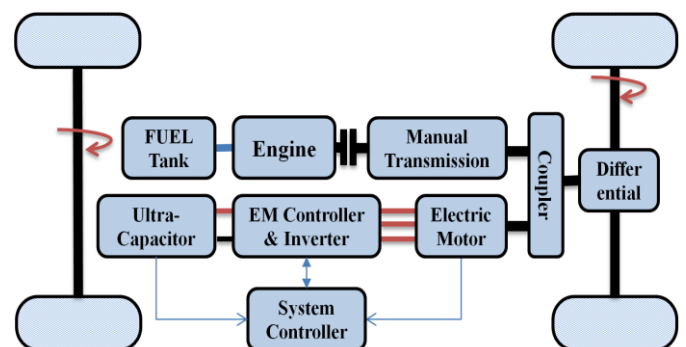 FUEL
Tank
Engine
Manual
Transmission
Coupler
Differ
ential
Ultra-
Capacitor
EM Controller
& Inverter
Electric
Motor
System
Controller